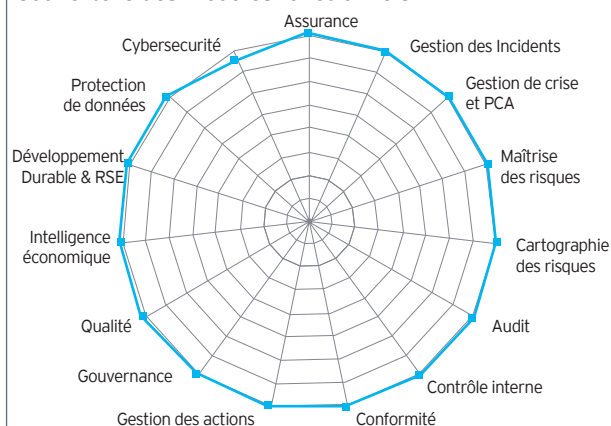 Assurance
Cybersecurité
Gestion des Incidents
Protection
de données
Gestion de crise
et PCA
Développement
Durable & RSE
Maîtrise
des risques
Intelligence
économique
Cartographie
des risques
Qualité
Audit
Gouvernance
Contrôle interne
Gestion des actions
Conformité